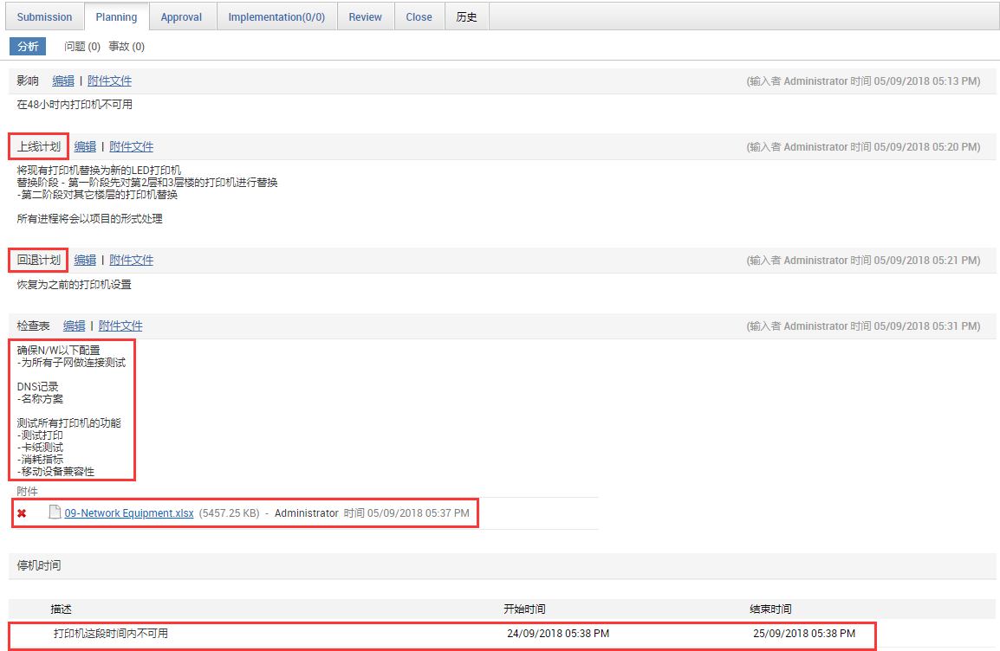 Submission Planning Approval Implementation(0/0) Review Close 历史
分析 问题 (0) 事故 (0)
影响 编辑 | 附件文件 (输入者 Administrator 时间 05/09/2018 05:13 PM)
在48小时内打印机不可用
上线计划 编辑 | 附件文件 (输入者 Administrator 时间 05/09/2018 05:20 PM)
将现有打印机替换为新的LED打印机
替换阶段 - 第一阶段先对第2层和3层楼的打印机进行替换
-第二阶段对其它楼层的打印机替换
所有进程将会以项目的形式处理
回退计划 编辑 | 附件文件 (输入者 Administrator 时间 05/09/2018 05:21 PM)
恢复为之前的打印机设置
检查表 编辑 | 附件文件 (输入者 Administrator 时间 05/09/2018 05:31 PM)
确保N/W以下配置
-为所有子网做连接测试
DNS记录
-名称方案
测试所有打印机的功能
-测试打印
-卡纸测试
-消耗指标
-移动设备兼容性
附件
09-Network Equipment.xlsx (5457.25 KB) - Administrator 时间 05/09/2018 05:37 PM
停机时间
描述 开始时间 结束时间
打印机这段时间内不可用 24/09/2018 05:38 PM 25/09/2018 05:38 PM